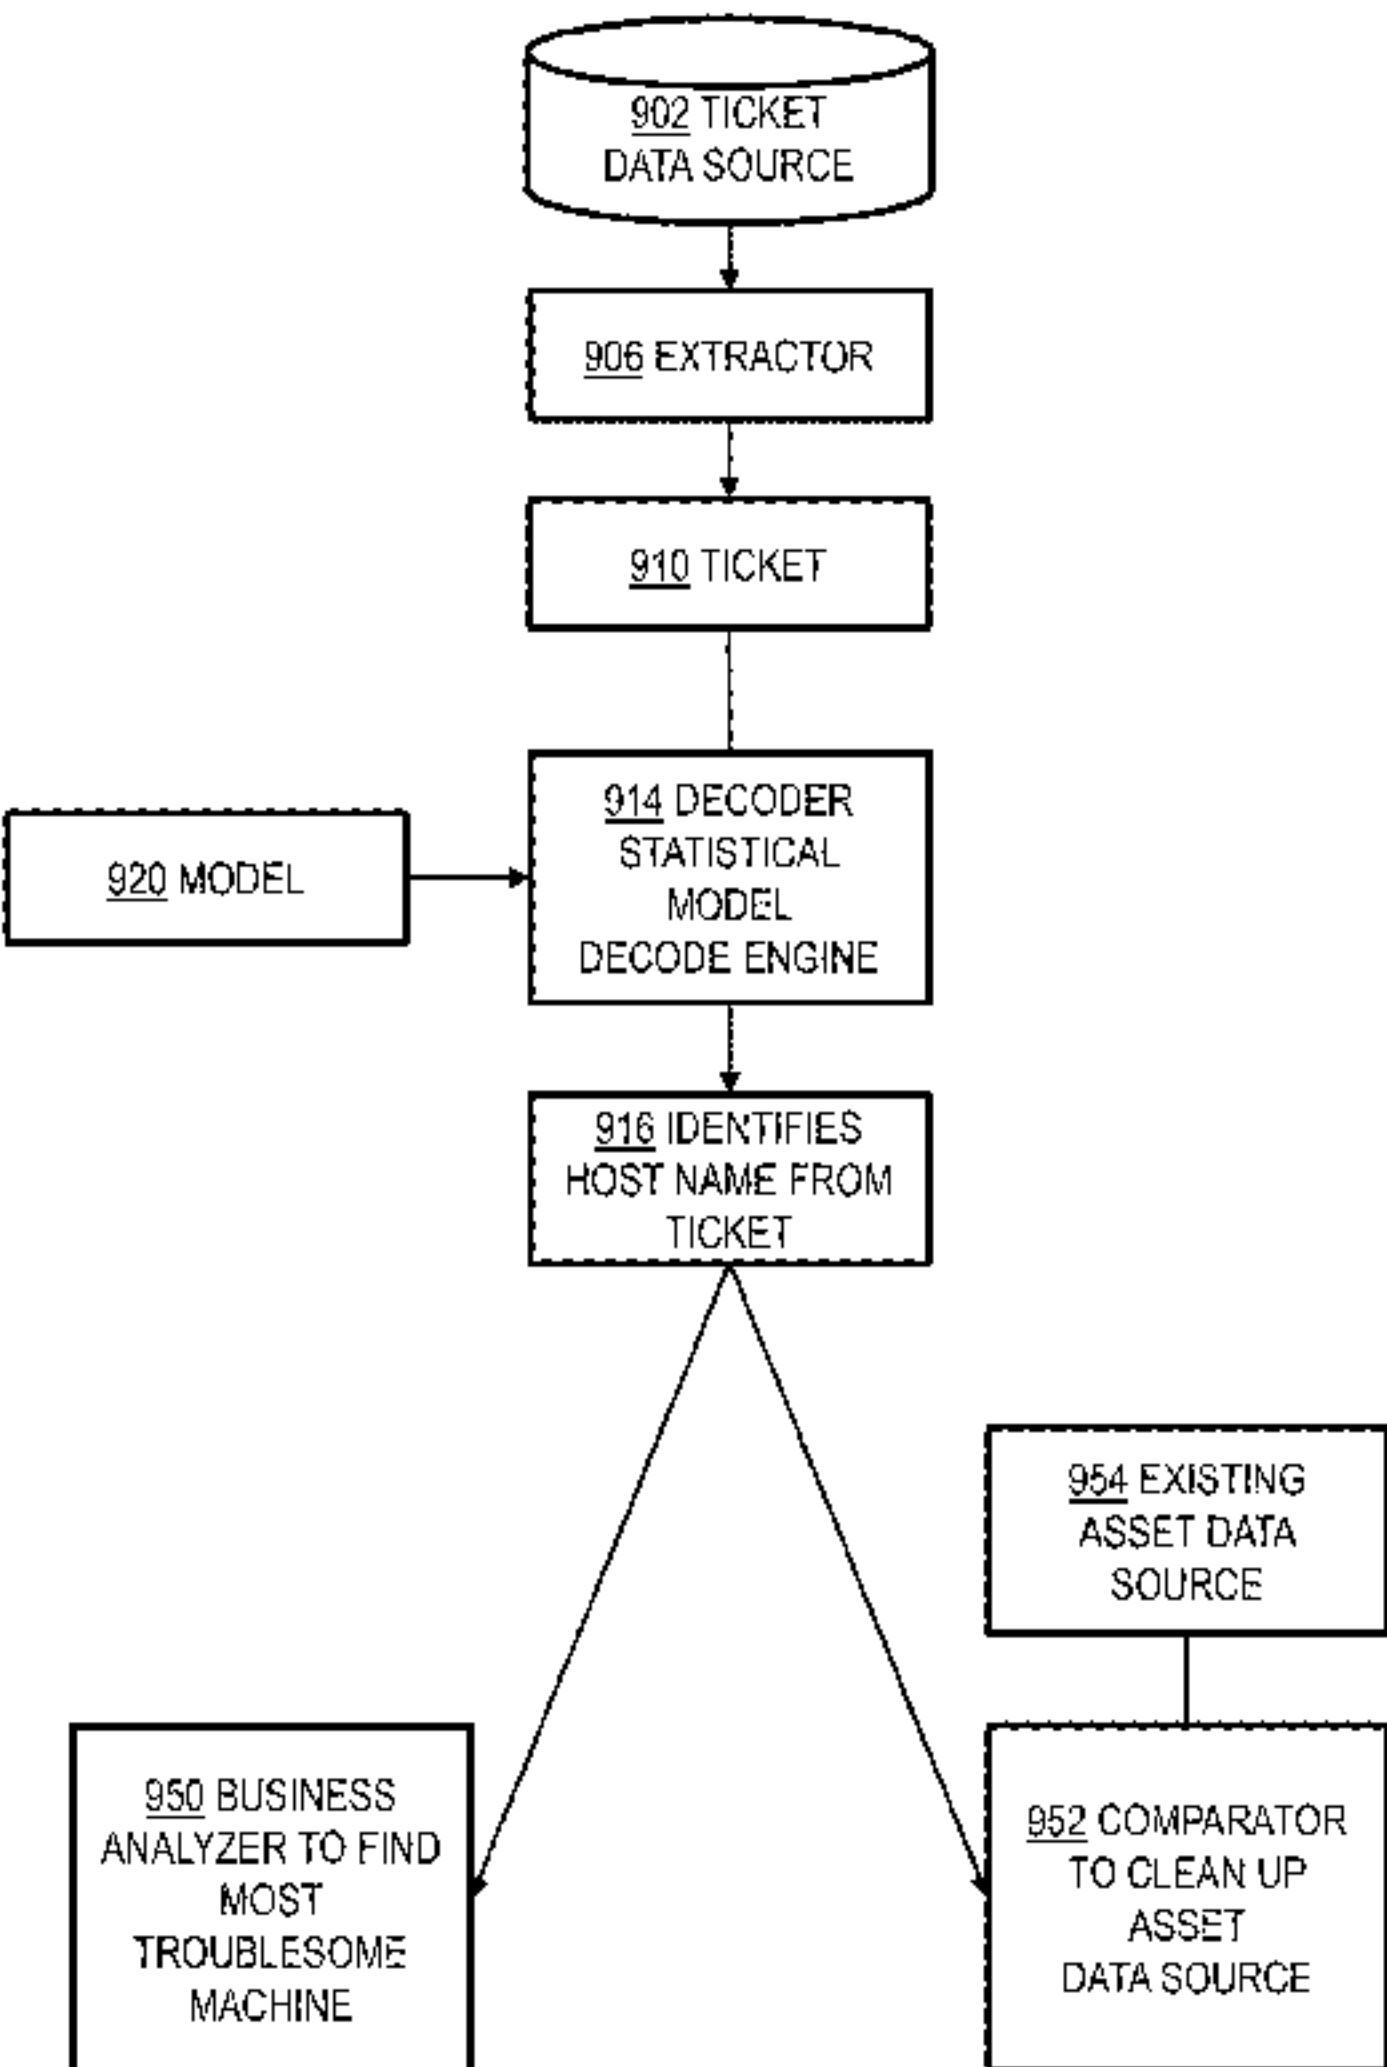 902 TICKET
DATA SOURCE
906 EXTRACTOR
910 TICKET
914 DECODER
STATISTICAL
MODEL
DECODE ENGINE
920 MODEL
916 IDENTIFIES
HOST NAME FROM
TICKET
954 EXISTING
ASSET DATA
SOURCE
950 BUSINESS
ANALYZER TO FIND
MOST
TROUBLESOME
MACHINE
952 COMPARATOR
TO CLEAN UP
ASSET
DATA SOURCE